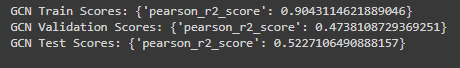 GCN Train Scores: {'pearson_r2_score': 0.9043114621889046}
GCN Validation Scores: {'pearson_r2_score': 0.4738108729369251}
GCN Test Scores: {'pearson_r2_score': 0.5227106490888157}